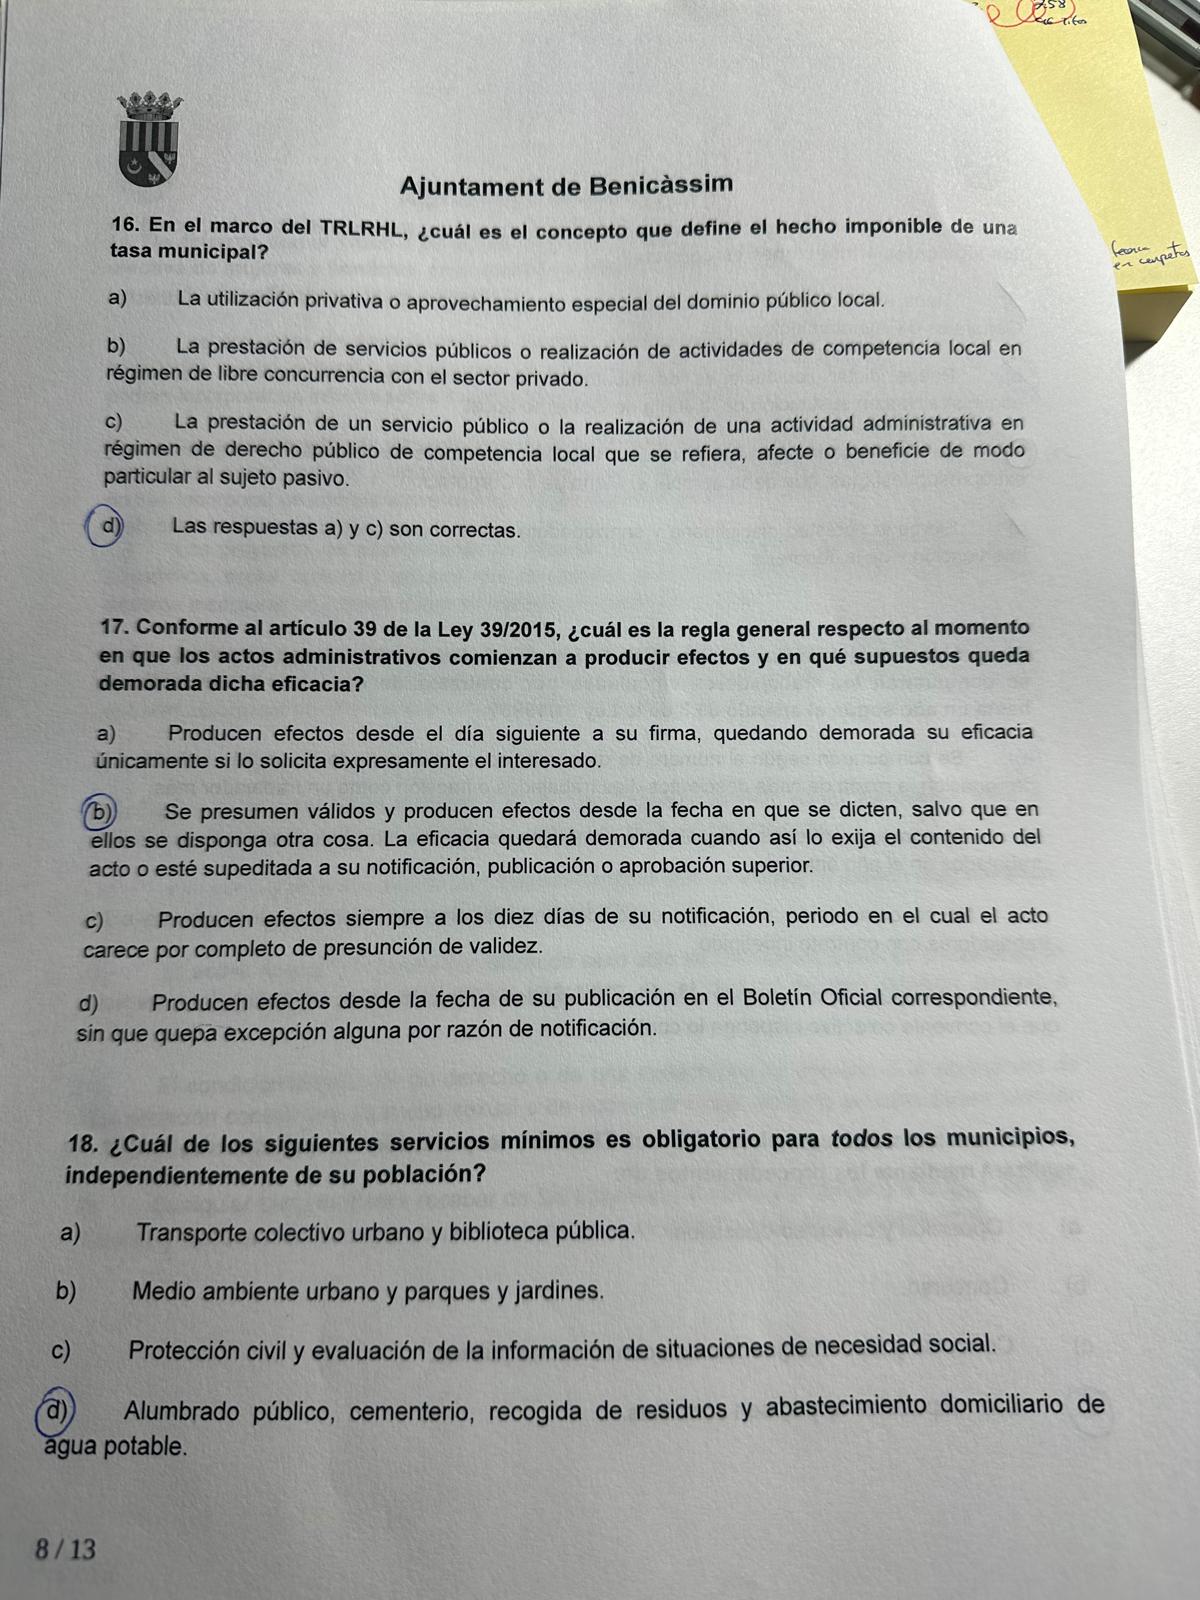 258
Ajuntament de Benicàssim
16. En el marco del TRLRHL, ¿cuál es el concepto que define el hecho imponible de una
tasa municipal?
a) La utilización privativa o aprovechamiento especial del dominio público local.
b) La prestación de servicios públicos o realización de actividades de competencia local en
régimen de libre concurrencia con el sector privado.
c) La prestación de un servicio público o la realización de una actividad administrativa en
régimen de derecho público de competencia local que se refiera, afecte o beneficie de modo
particular al sujeto pasivo.
d) Las respuestas a) y c) son correctas.
17. Conforme al artículo 39 de la Ley 39/2015, ¿cuál es la regla general respecto al momento
en que los actos administrativos comienzan a producir efectos y en qué supuestos queda
demorada dicha eficacia?
a) Producen efectos desde el día siguiente a su firma, quedando demorada su eficacia
únicamente si lo solicita expresamente el interesado.
b) Se presumen válidos y producen efectos desde la fecha en que se dicten, salvo que en
ellos se disponga otra cosa. La eficacia quedará demorada cuando así lo exija el contenido del
acto o esté supeditada a su notificación, publicación o aprobación superior.
c) Producen efectos siempre a los diez días de su notificación, periodo en el cual el acto
carece por completo de presunción de validez.
d) Producen efectos desde la fecha de su publicación en el Boletín Oficial correspondiente,
sin que quepa excepción alguna por razón de notificación.
18. ¿Cuál de los siguientes servicios mínimos es obligatorio para todos los municipios,
independientemente de su población?
a) Transporte colectivo urbano y biblioteca pública.
b) Medio ambiente urbano y parques y jardines.
c) Protección civil y evaluación de la información de situaciones de necesidad social.
d) Alumbrado público, cementerio, recogida de residuos y abastecimiento domiciliario de
agua potable.
8 / 13